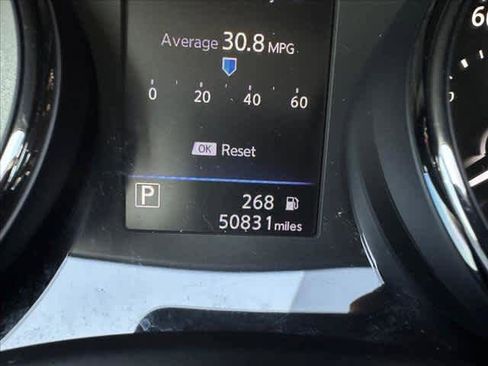 Average 30.8 MPG
0 20 40 60
OK Reset
P 268
50831 miles